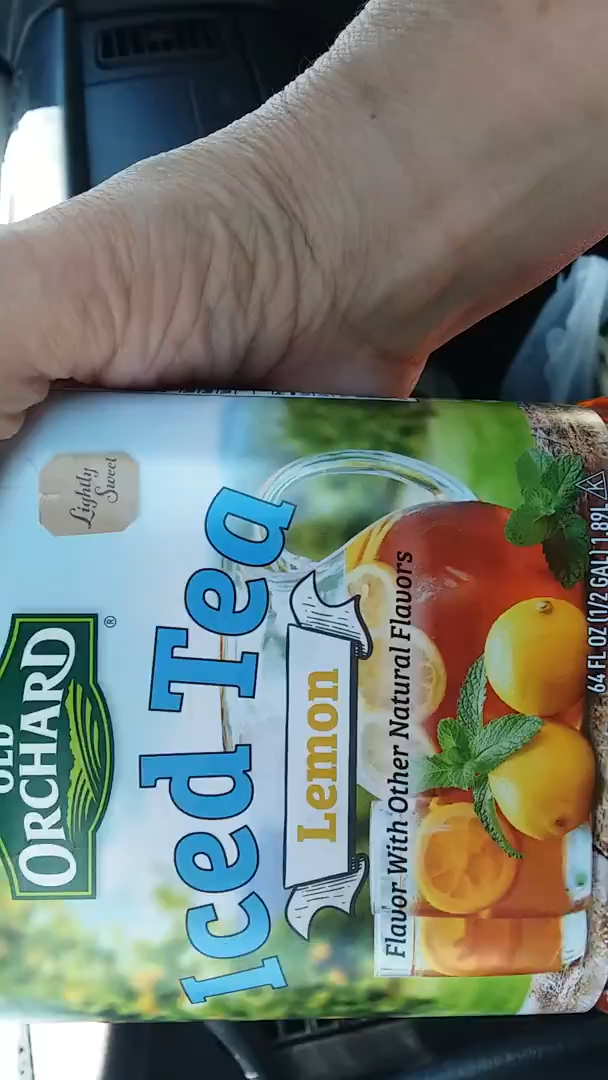 OLD
ORCHARD
®
Lightly
Sweet
Iced Tea
Lemon
Flavor With Other Natural Flavors
64 FL OZ (1/2 GAL) 1.89L